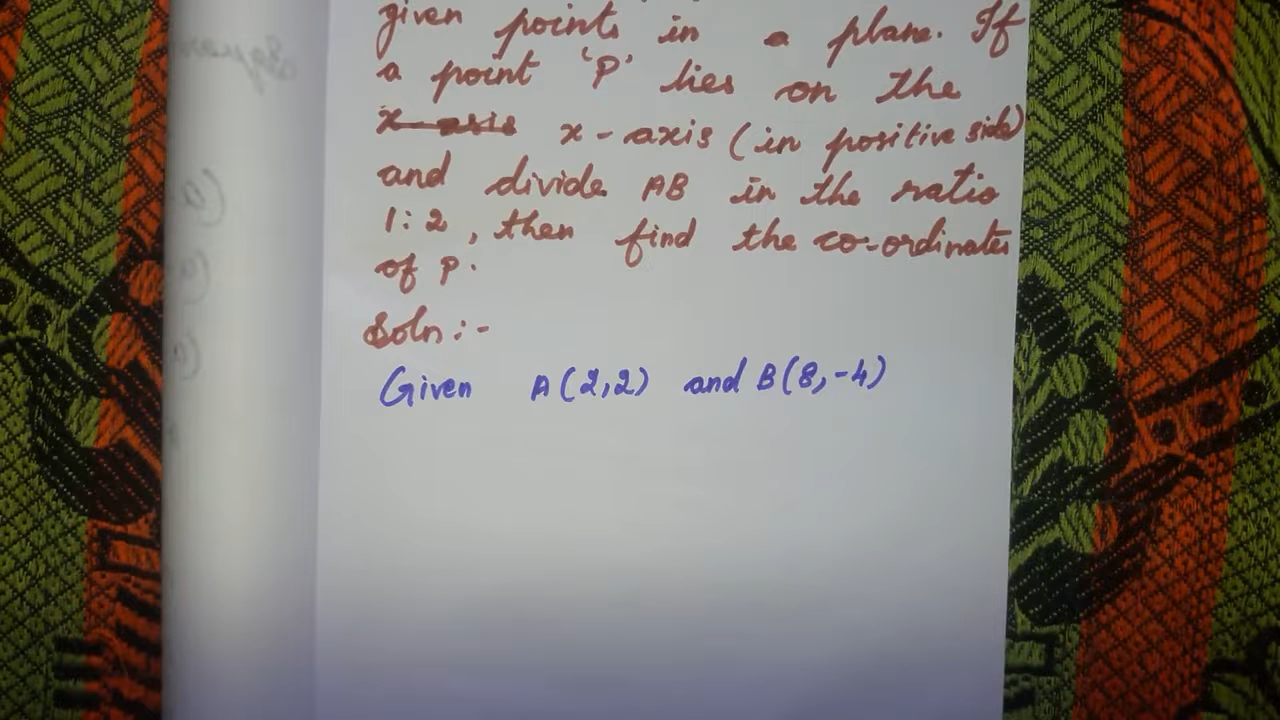 given points in a plane. If
a point 'P' lies on the
x-axis x-axis (in positive side)
and divide AB in the ratio
1:2, then find the co-ordinates
of P.
Soln:-
Given A(2,2) and B(8,-4)